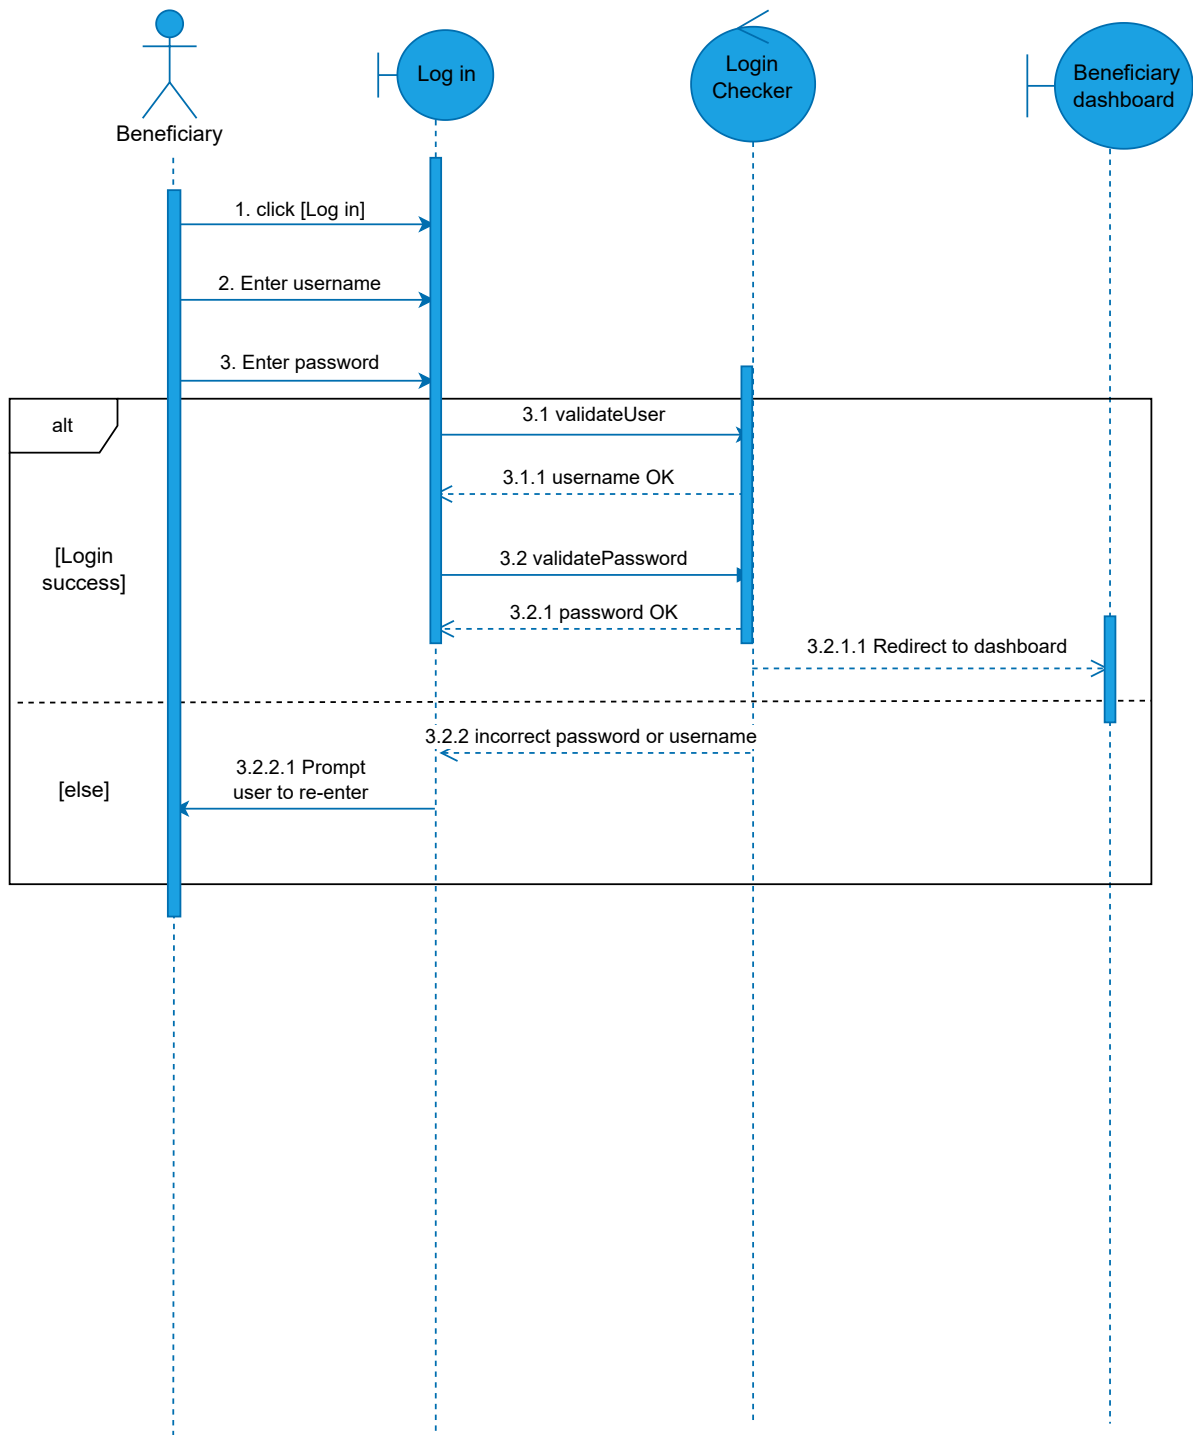 Beneficiary
Log in
Login
Checker
Beneficiary
dashboard
1. click [Log in]
2. Enter username
3. Enter password
alt
3.1 validateUser
3.1.1 username OK
[Login
success]
3.2 validatePassword
3.2.1 password OK
3.2.1.1 Redirect to dashboard
3.2.2 incorrect password or username
[else]
3.2.2.1 Prompt
user to re-enter